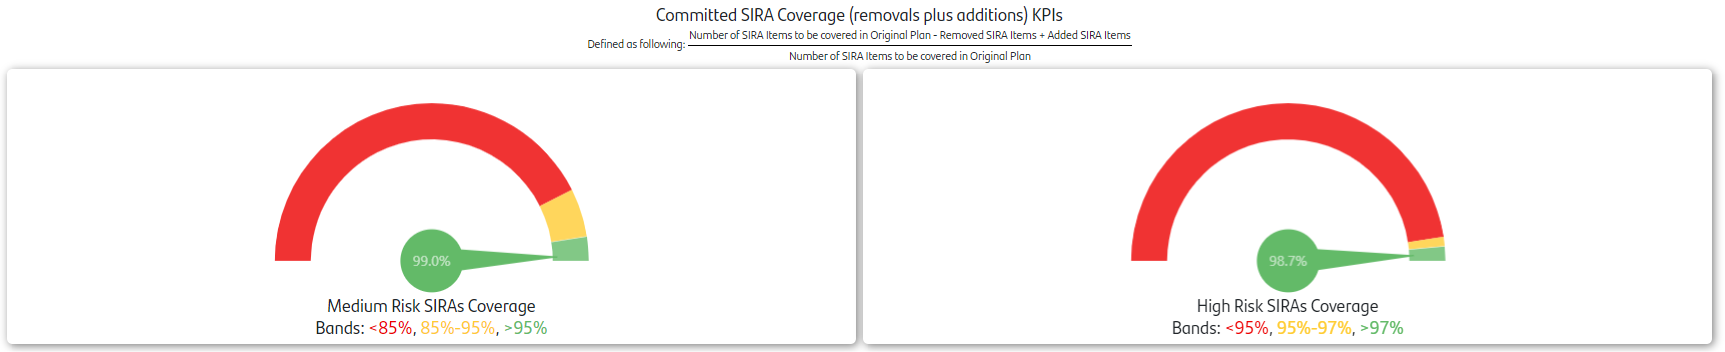 Committed SIRA Coverage (removals plus additions) KPIs
Defined as following: Number of SIRA Items to be covered in Original Plan - Removed SIRA Items + Added SIRA Items
Number of SIRA Items to be covered in Original Plan
99.0%
Medium Risk SIRAs Coverage
Bands: <85%, 85%-95%, >95%
98.7%
High Risk SIRAs Coverage
Bands: <95%, 95%-97%, >97%